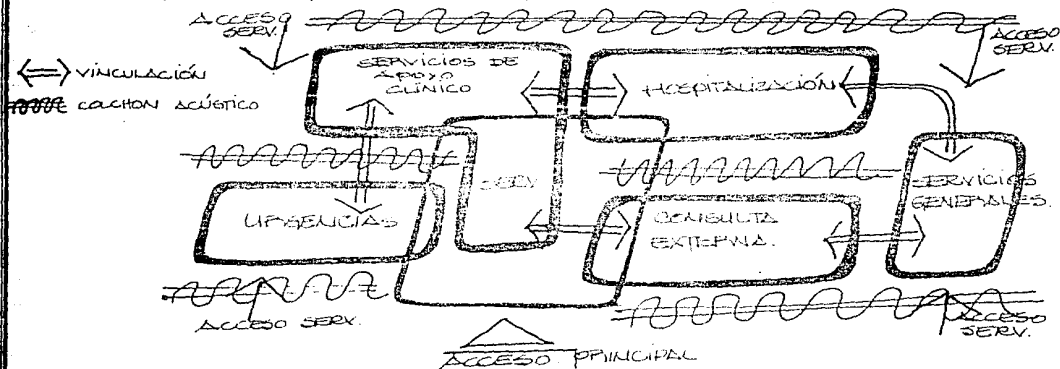 ACCESO
SERV.
ACCESO
SERV.
VINCULACIÓN
COLCHON ACÚSTICO
SERVICIOS DE
APOYO
CLÍNICO
HOSPITALIZACIÓN
SERV
SERVICIOS
GENERALES.
URGENCIAS
CONSULTA
EXTERNA.
ACCESO SERV.
ACCESO
SERV.
ACCESO PRINCIPAL